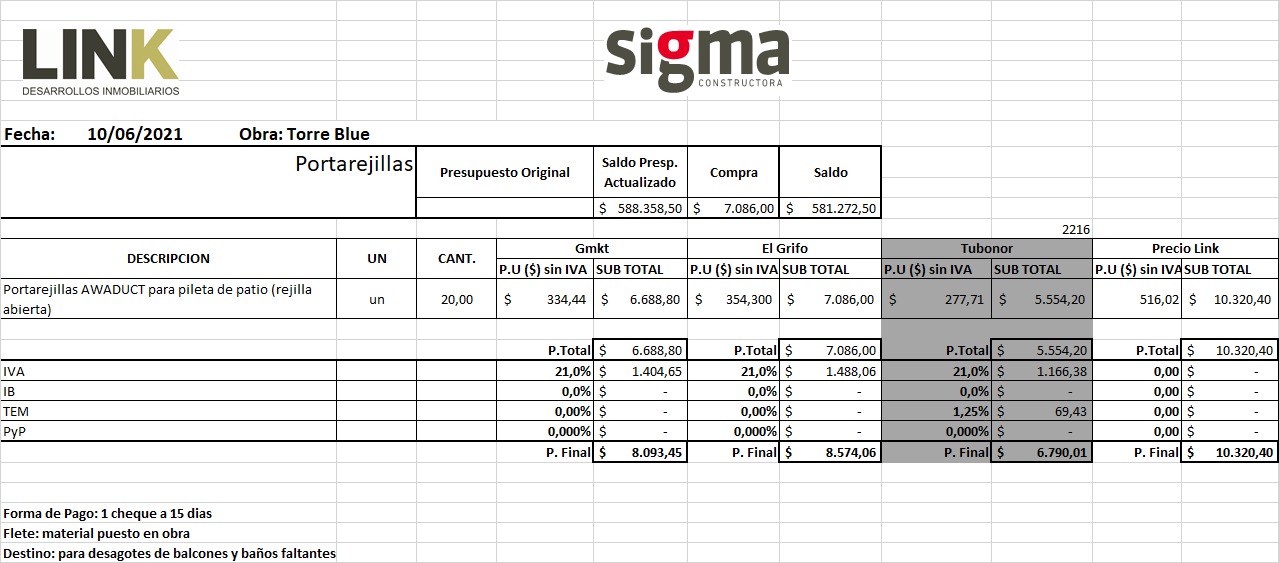 LINK
DESARROLLOS INMOBILIARIOS
sigma
CONSTRUCTORA
Fecha: 10/06/2021 Obra: Torre Blue
Portarejillas
Presupuesto Original Saldo Presp. Actualizado Compra Saldo
$ 588.358,50 $ 7.086,00 $ 581.272,50
2216
DESCRIPCION UN CANT. Gmkt El Grifo Tubonor Precio Link
P.U ($) sin IVA SUB TOTAL P.U ($) sin IVA SUB TOTAL P.U ($) sin IVA SUB TOTAL P.U ($) sin IVA SUB TOTAL
Portarejillas AWADUCT para pileta de patio (rejilla abierta) un 20,00 $ 334,44 $ 6.688,80 $ 354,300 $ 7.086,00 $ 277,71 $ 5.554,20 516,02 $ 10.320,40
P.Total $ 6.688,80 P.Total $ 7.086,00 P.Total $ 5.554,20 P.Total $ 10.320,40
IVA 21,0% $ 1.404,65 21,0% $ 1.488,06 21,0% $ 1.166,38 0,00 $ -
IB 0,0% $ - 0,0% $ - 0,0% $ - 0,00 $ -
TEM 0,00% $ - 0,00% $ - 1,25% $ 69,43 0,00 $ -
PyP 0,000% $ - 0,000% $ - 0,000% $ - 0,00 $ -
P. Final $ 8.093,45 P. Final $ 8.574,06 P. Final $ 6.790,01 P. Final $ 10.320,40
Forma de Pago: 1 cheque a 15 dias
Flete: material puesto en obra
Destino: para desagotes de balcones y baños faltantes